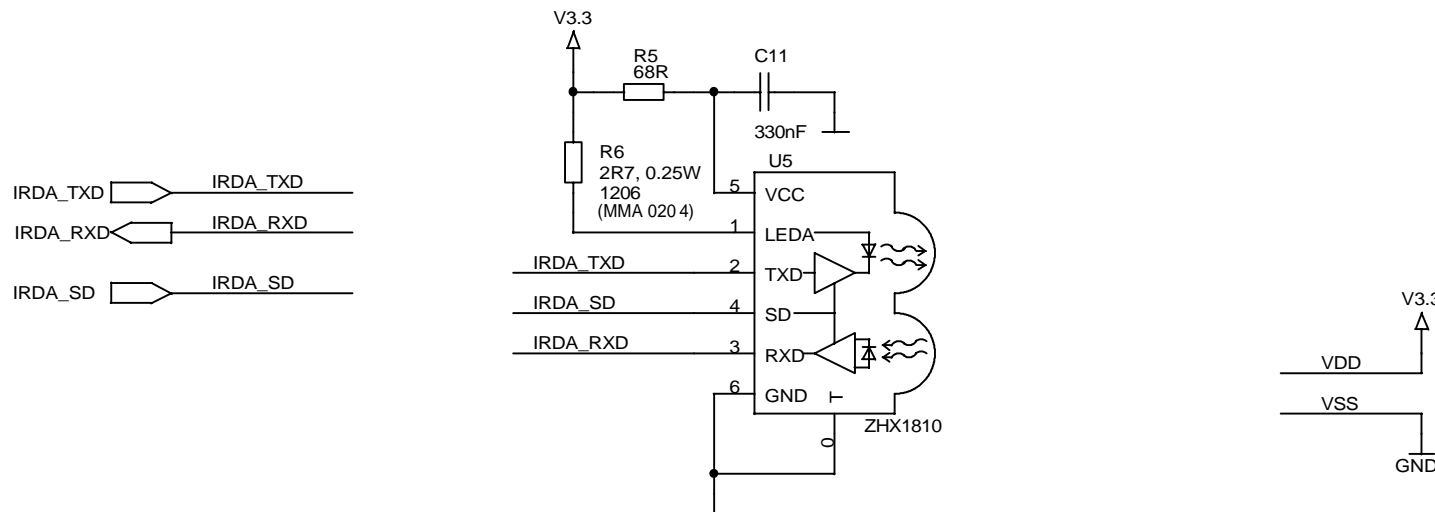 V3.3
R5
68R
C11
330nF
R6
2R7, 0.25W
1206
(MMA 020 4)
U5
IRDA_TXD
IRDA_TXD
IRDA_RXD
IRDA_RXD
IRDA_SD
IRDA_SD
5
VCC
1
LEDA
IRDA_TXD
2
TXD
IRDA_SD
4
SD
IRDA_RXD
3
RXD
6
GND
T
0
ZHX1810
V3.3
VDD
VSS
GND